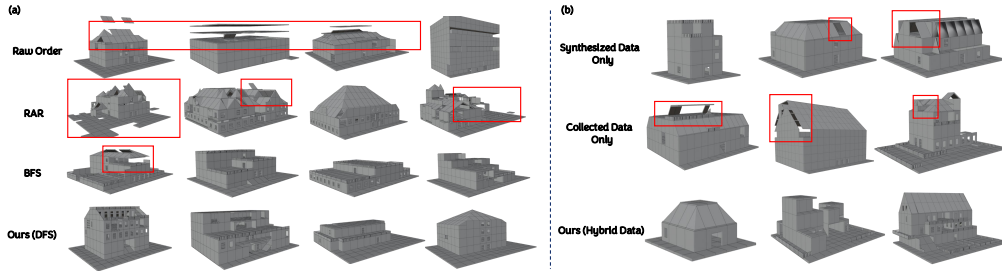 (a)
Raw Order
RAR
BFS
Ours (DFS)
(b)
Synthesized Data
Only
Collected Data
Only
Ours (Hybrid Data)